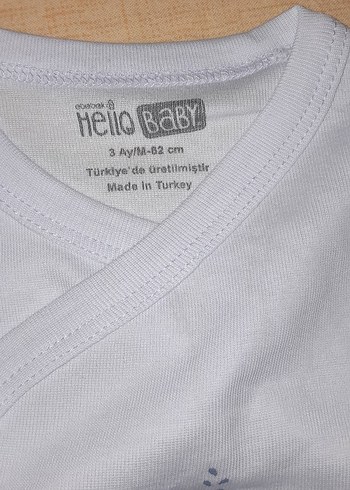 ebebek
Hello BABY
3 Ay/M-62 cm
Türkiye'de üretilmiştir
Made in Turkey